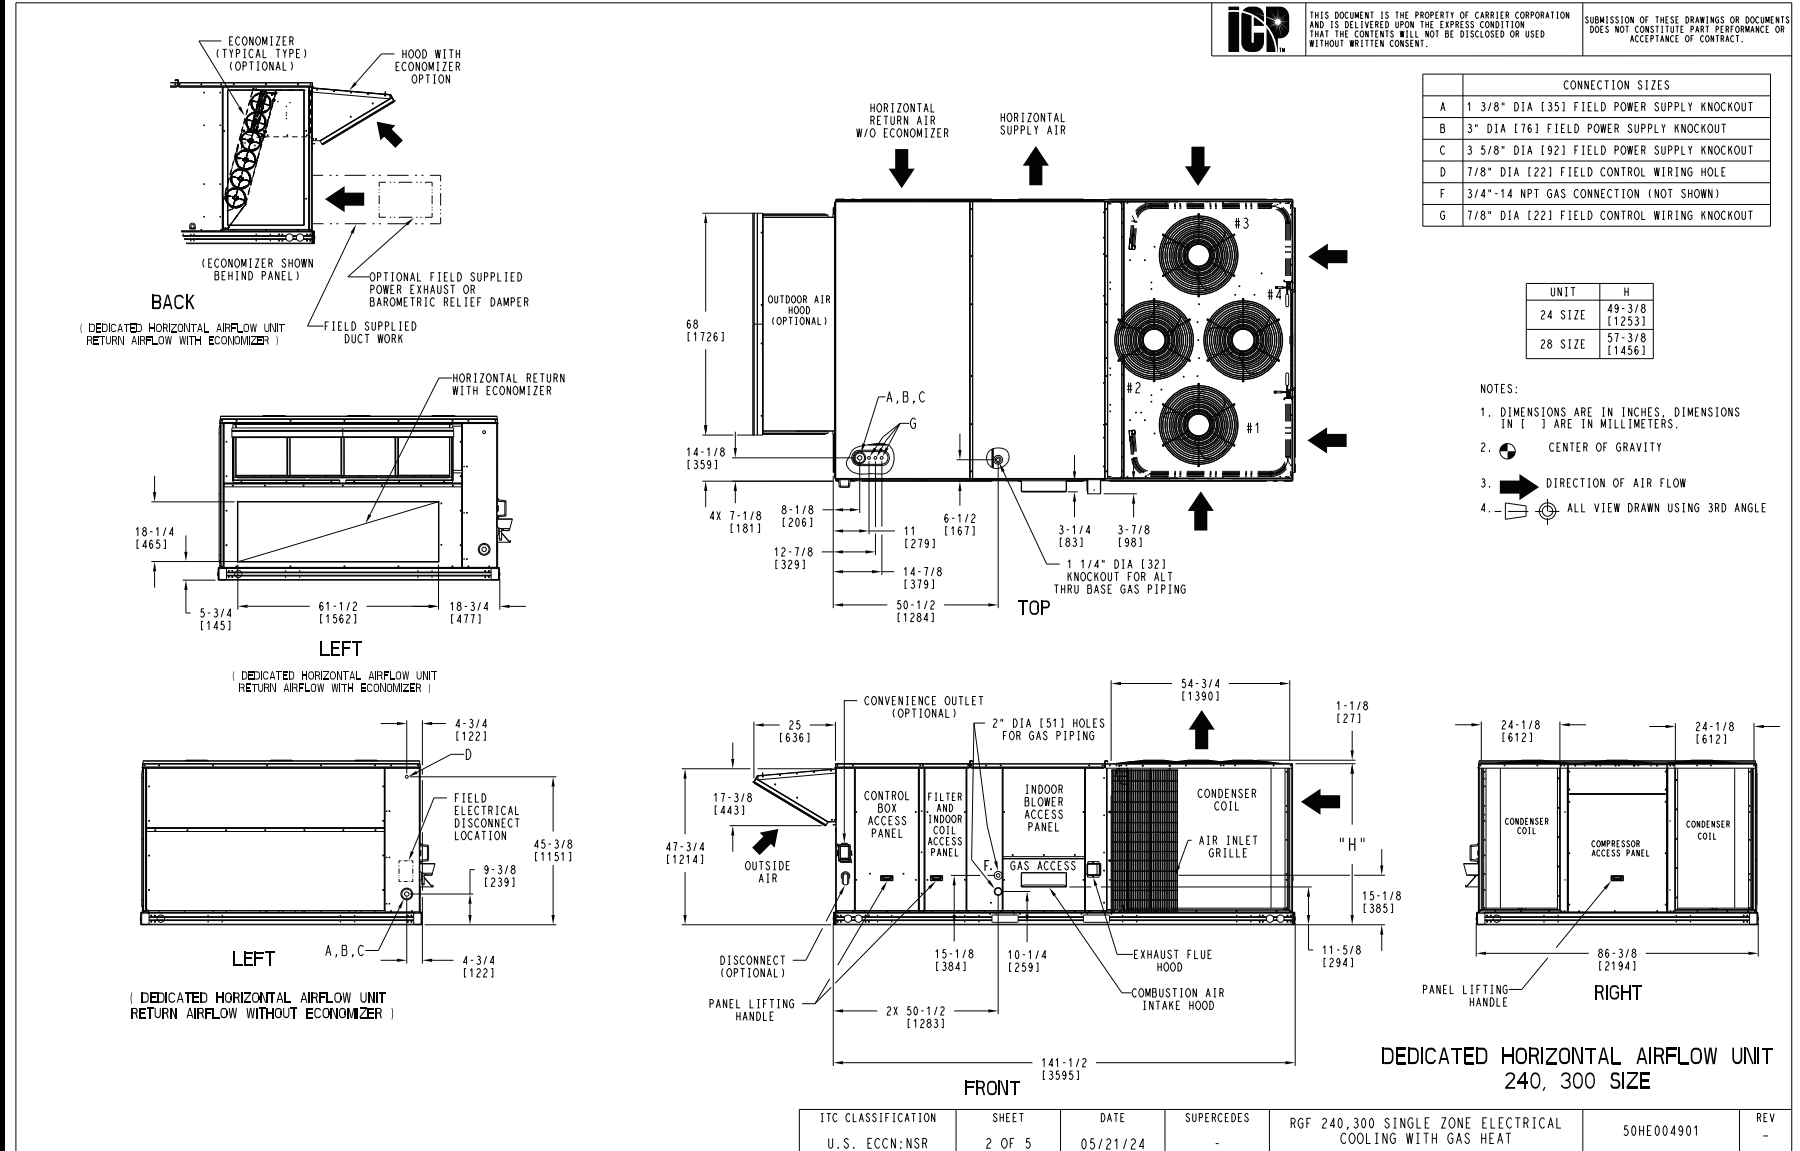 ICP
TM
THIS DOCUMENT IS THE PROPERTY OF CARRIER CORPORATION
AND IS DELIVERED UPON THE EXPRESS CONDITION
THAT THE CONTENTS WILL NOT BE DISCLOSED OR USED
WITHOUT WRITTEN CONSENT.
SUBMISSION OF THESE DRAWINGS OR DOCUMENTS
DOES NOT CONSTITUTE PART PERFORMANCE OR
ACCEPTANCE OF CONTRACT.
CONNECTION SIZES
A 1 3/8" DIA [35] FIELD POWER SUPPLY KNOCKOUT
B 3" DIA [76] FIELD POWER SUPPLY KNOCKOUT
C 3 5/8" DIA [92] FIELD POWER SUPPLY KNOCKOUT
D 7/8" DIA [22] FIELD CONTROL WIRING HOLE
F 3/4"-14 NPT GAS CONNECTION (NOT SHOWN)
G 7/8" DIA [22] FIELD CONTROL WIRING KNOCKOUT
UNIT H
24 SIZE 49-3/8
[1253]
28 SIZE 57-3/8
[1456]
NOTES:
1. DIMENSIONS ARE IN INCHES, DIMENSIONS
IN [ ] ARE IN MILLIMETERS.
2. CENTER OF GRAVITY
3. DIRECTION OF AIR FLOW
4. ALL VIEW DRAWN USING 3RD ANGLE
ECONOMIZER
(TYPICAL TYPE)
(OPTIONAL)
HOOD WITH
ECONOMIZER
OPTION
(ECONOMIZER SHOWN
BEHIND PANEL)
OPTIONAL FIELD SUPPLIED
POWER EXHAUST OR
BAROMETRIC RELIEF DAMPER
FIELD SUPPLIED
DUCT WORK
BACK
( DEDICATED HORIZONTAL AIRFLOW UNIT
RETURN AIRFLOW WITH ECONOMIZER )
HORIZONTAL RETURN
WITH ECONOMIZER
18-1/4
[465]
5-3/4
[145]
61-1/2
[1562]
18-3/4
[477]
LEFT
( DEDICATED HORIZONTAL AIRFLOW UNIT
RETURN AIRFLOW WITH ECONOMIZER )
4-3/4
[122]
D
FIELD
ELECTRICAL
DISCONNECT
LOCATION
45-3/8
[1151]
9-3/8
[239]
A,B,C
4-3/4
[122]
LEFT
( DEDICATED HORIZONTAL AIRFLOW UNIT
RETURN AIRFLOW WITHOUT ECONOMIZER )
HORIZONTAL
RETURN AIR
W/O ECONOMIZER
HORIZONTAL
SUPPLY AIR
#3
#4
#2
#1
OUTDOOR AIR
HOOD
(OPTIONAL)
68
[1726]
A,B,C
G
14-1/8
[359]
4X 7-1/8
[181]
8-1/8
[206]
11
[279]
12-7/8
[329]
14-7/8
[379]
6-1/2
[167]
3-1/4
[83]
3-7/8
[98]
1 1/4" DIA [32]
KNOCKOUT FOR ALT
THRU BASE GAS PIPING
50-1/2
[1284]
TOP
54-3/4
[1390]
1-1/8
[27]
CONVENIENCE OUTLET
(OPTIONAL)
25
[636]
2" DIA [51] HOLES
FOR GAS PIPING
17-3/8
[443]
47-3/4
[1214]
OUTSIDE
AIR
CONTROL
BOX
ACCESS
PANEL
FILTER
AND
INDOOR
COIL
ACCESS
PANEL
INDOOR
BLOWER
ACCESS
PANEL
F
GAS ACCESS
CONDENSER
COIL
AIR INLET
GRILLE
"H"
15-1/8
[385]
11-5/8
[294]
DISCONNECT
(OPTIONAL)
PANEL LIFTING
HANDLE
15-1/8
[384]
10-1/4
[259]
EXHAUST FLUE
HOOD
COMBUSTION AIR
INTAKE HOOD
2X 50-1/2
[1283]
141-1/2
[3595]
FRONT
24-1/8
[612]
24-1/8
[612]
CONDENSER
COIL
COMPRESSOR
ACCESS PANEL
CONDENSER
COIL
86-3/8
[2194]
PANEL LIFTING
HANDLE
RIGHT
DEDICATED HORIZONTAL AIRFLOW UNIT
240, 300 SIZE
ITC CLASSIFICATION
U.S. ECCN:NSR
SHEET
2 OF 5
DATE
05/21/24
SUPERCEDES
-
RGF 240,300 SINGLE ZONE ELECTRICAL
COOLING WITH GAS HEAT
50HE004901
REV
-